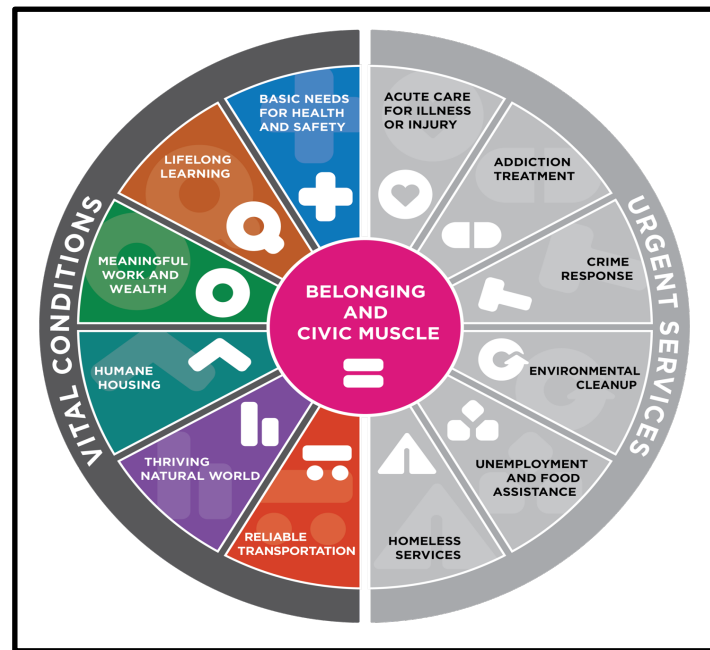 BASIC NEEDS
FOR HEALTH
AND SAFETY
LIFELONG
LEARNING
MEANINGFUL
WORK AND
WEALTH
HUMANE
HOUSING
THRIVING
NATURAL WORLD
RELIABLE
TRANSPORTATION
VITAL CONDITIONS
BELONGING
AND
CIVIC MUSCLE
ACUTE CARE
FOR ILLNESS
OR INJURY
ADDICTION
TREATMENT
CRIME
RESPONSE
ENVIRONMENTAL
CLEANUP
UNEMPLOYMENT
AND FOOD
ASSISTANCE
HOMELESS
SERVICES
URGENT SERVICES